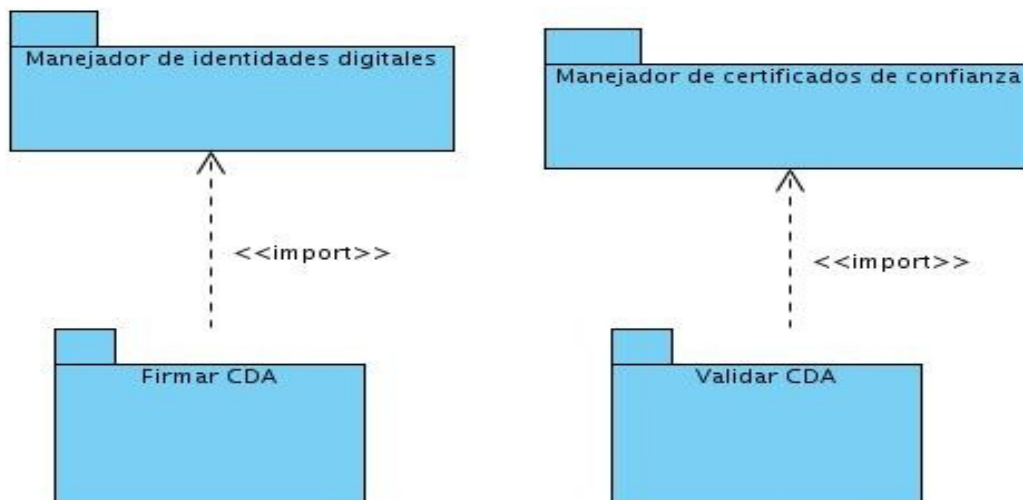 Manejador de identidades digitales
Manejador de certificados de confianza
<<import>>
<<import>>
Firmar CDA
Validar CDA